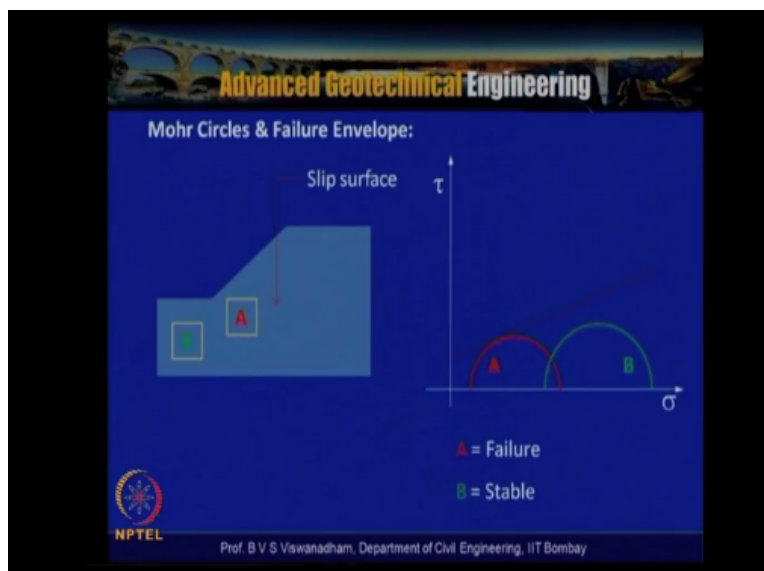 Advanced Geotechnical Engineering
Mohr Circles & Failure Envelope:
Slip surface
τ
A
B
A
B
σ
A = Failure
B = Stable
NPTEL
Prof. B V S Viswanadham, Department of Civil Engineering, IIT Bombay